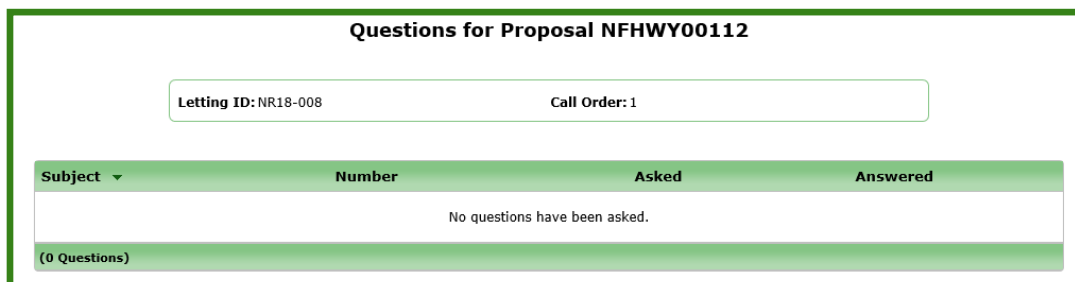 Questions for Proposal NFHWY00112
Letting ID: NR18-008 Call Order: 1
Subject Number Asked Answered
No questions have been asked.
(0 Questions)